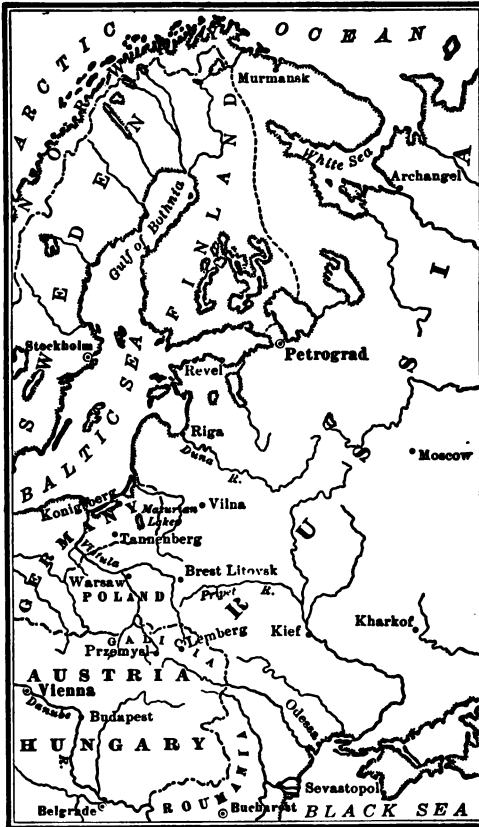 ARCTIC OCEAN
NORWAY
SWEDEN
FINLAND
RUSSIA
Murmansk
White Sea
Archangel
Gulf of Bothnia
Stockholm
Petrograd
Revel
BALTIC SEA
Riga
Duna R.
Moscow
Konigsberg
Mazurian Lakes
Vilna
GERMANY
Tannenberg
Vistula
Warsaw
Brest Litovsk
POLAND
Pripet R.
GALICIA
Lemberg
Przemysl
Kief
Kharkof
AUSTRIA
Vienna
Danube R.
Budapest
Odessa
HUNGARY
ROUMANIA
Sevastopol
Belgrade
Bucharest
BLACK SEA